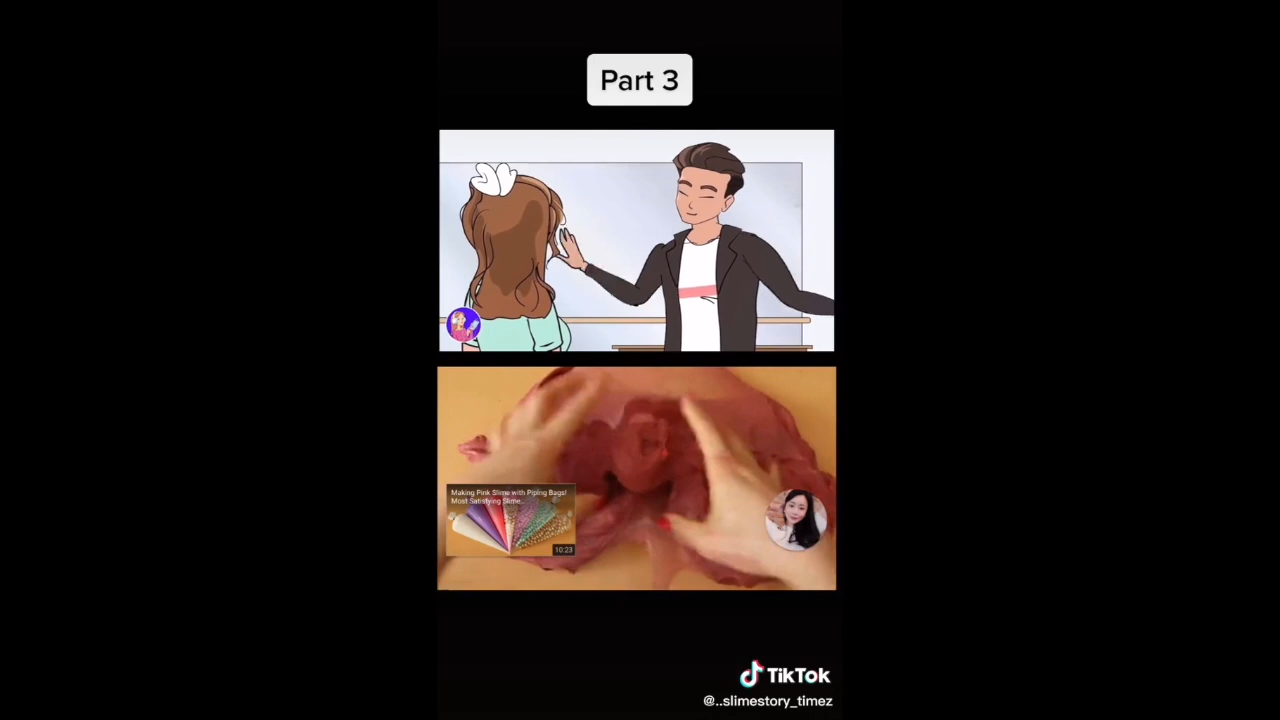 Part 3
Making Pink Slime with Piping Bags!
Most Satisfying Slime...
10:23
TikTok
@..slimestory_timez